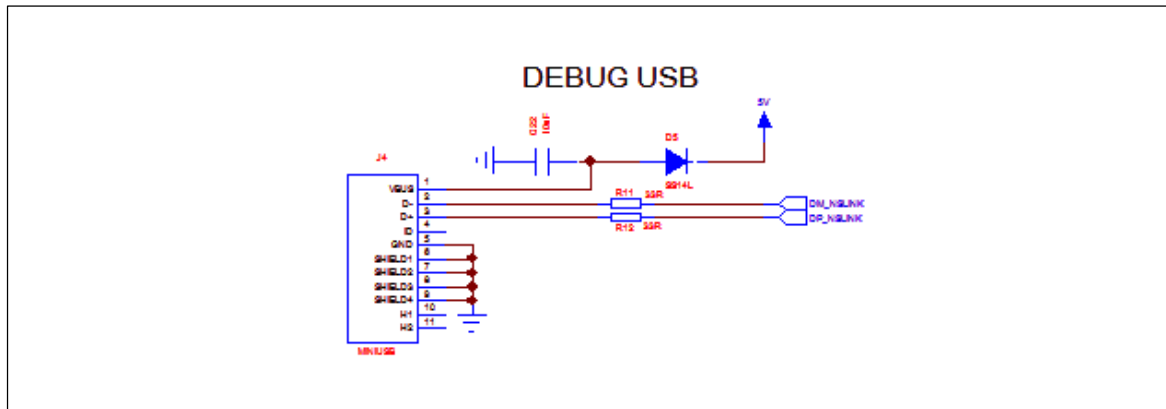 DEBUG USB
5V
C22
10uF
D5
SS14L
J4
VBUS 1
D- 2
D+ 3
ID 4
GND 5
SHIELD1 6
SHIELD2 7
SHIELD3 8
SHIELD4 9
H1 10
H2 11
MINIUSB
R11 33R
R12 33R
DM_NSLINK
DP_NSLINK